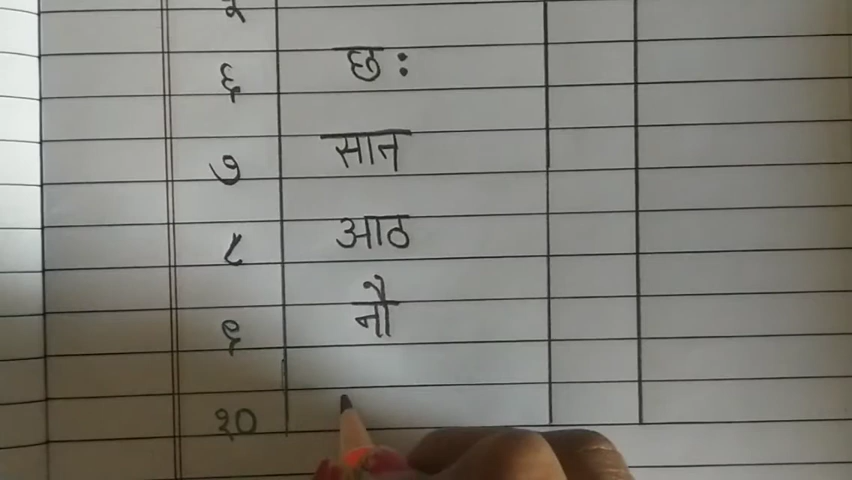 ६ छः
७ सात
८ आठ
९ नौ
१०